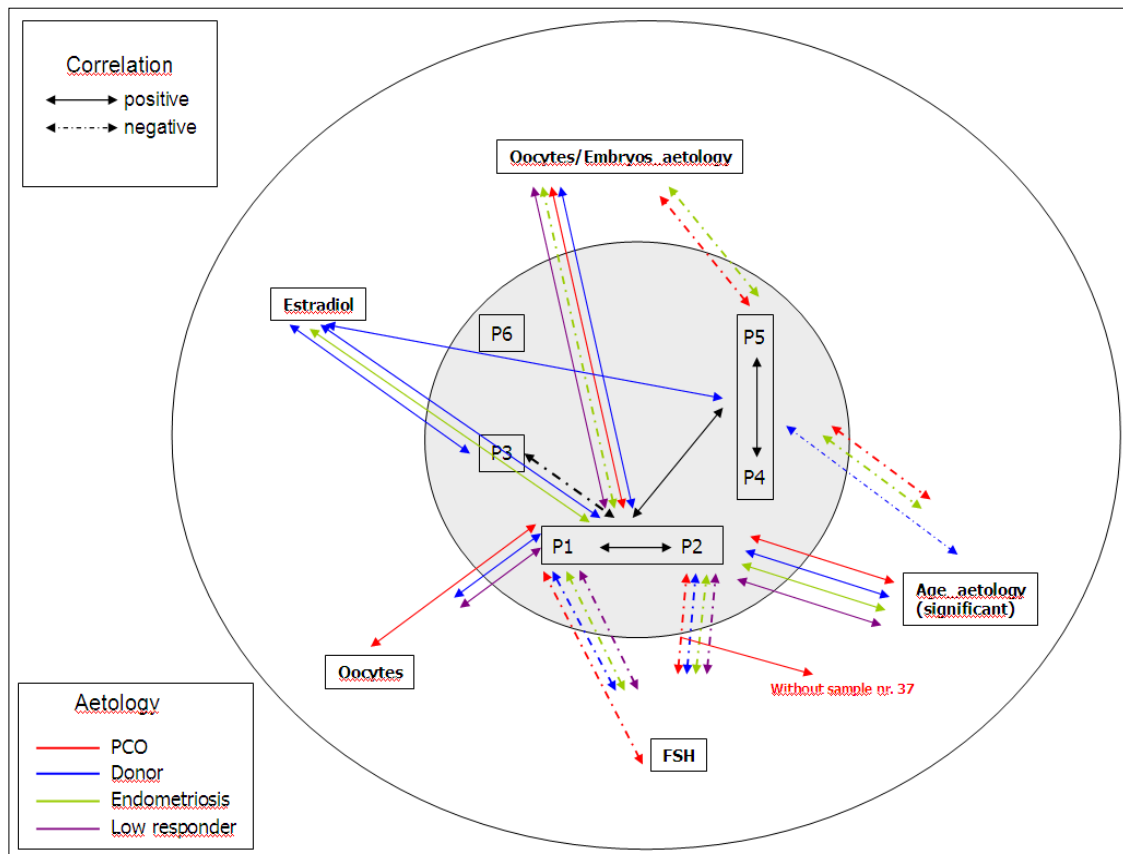 Correlation
positive
negative
Oocytes/Embryos_aetology
Estradiol
P6
P5
P3
P4
P1
P2
Age_aetology
(significant)
Oocytes
Without sample nr. 37
FSH
Aetology
PCO
Donor
Endometriosis
Low responder